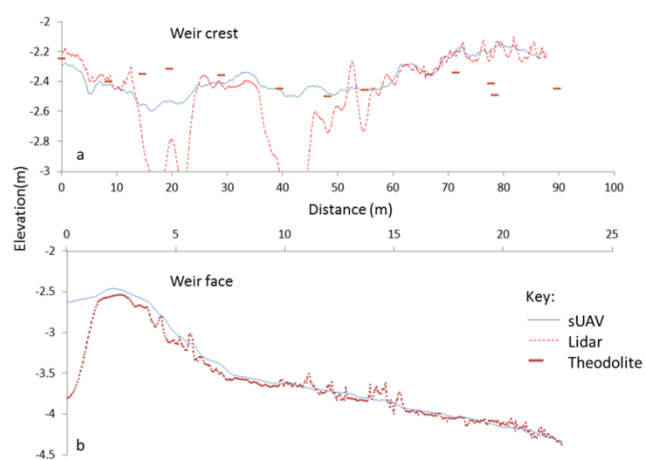 Weir crest
-2
-2.2
-2.4
-2.6
-2.8
-3
a
0 10 20 30 40 50 60 70 80 90 100
Distance (m)
Elevation(m)
0 5 10 15 20 25
-2
-2.5
-3
-3.5
-4
-4.5
Weir face
b
Key:
sUAV
Lidar
Theodolite